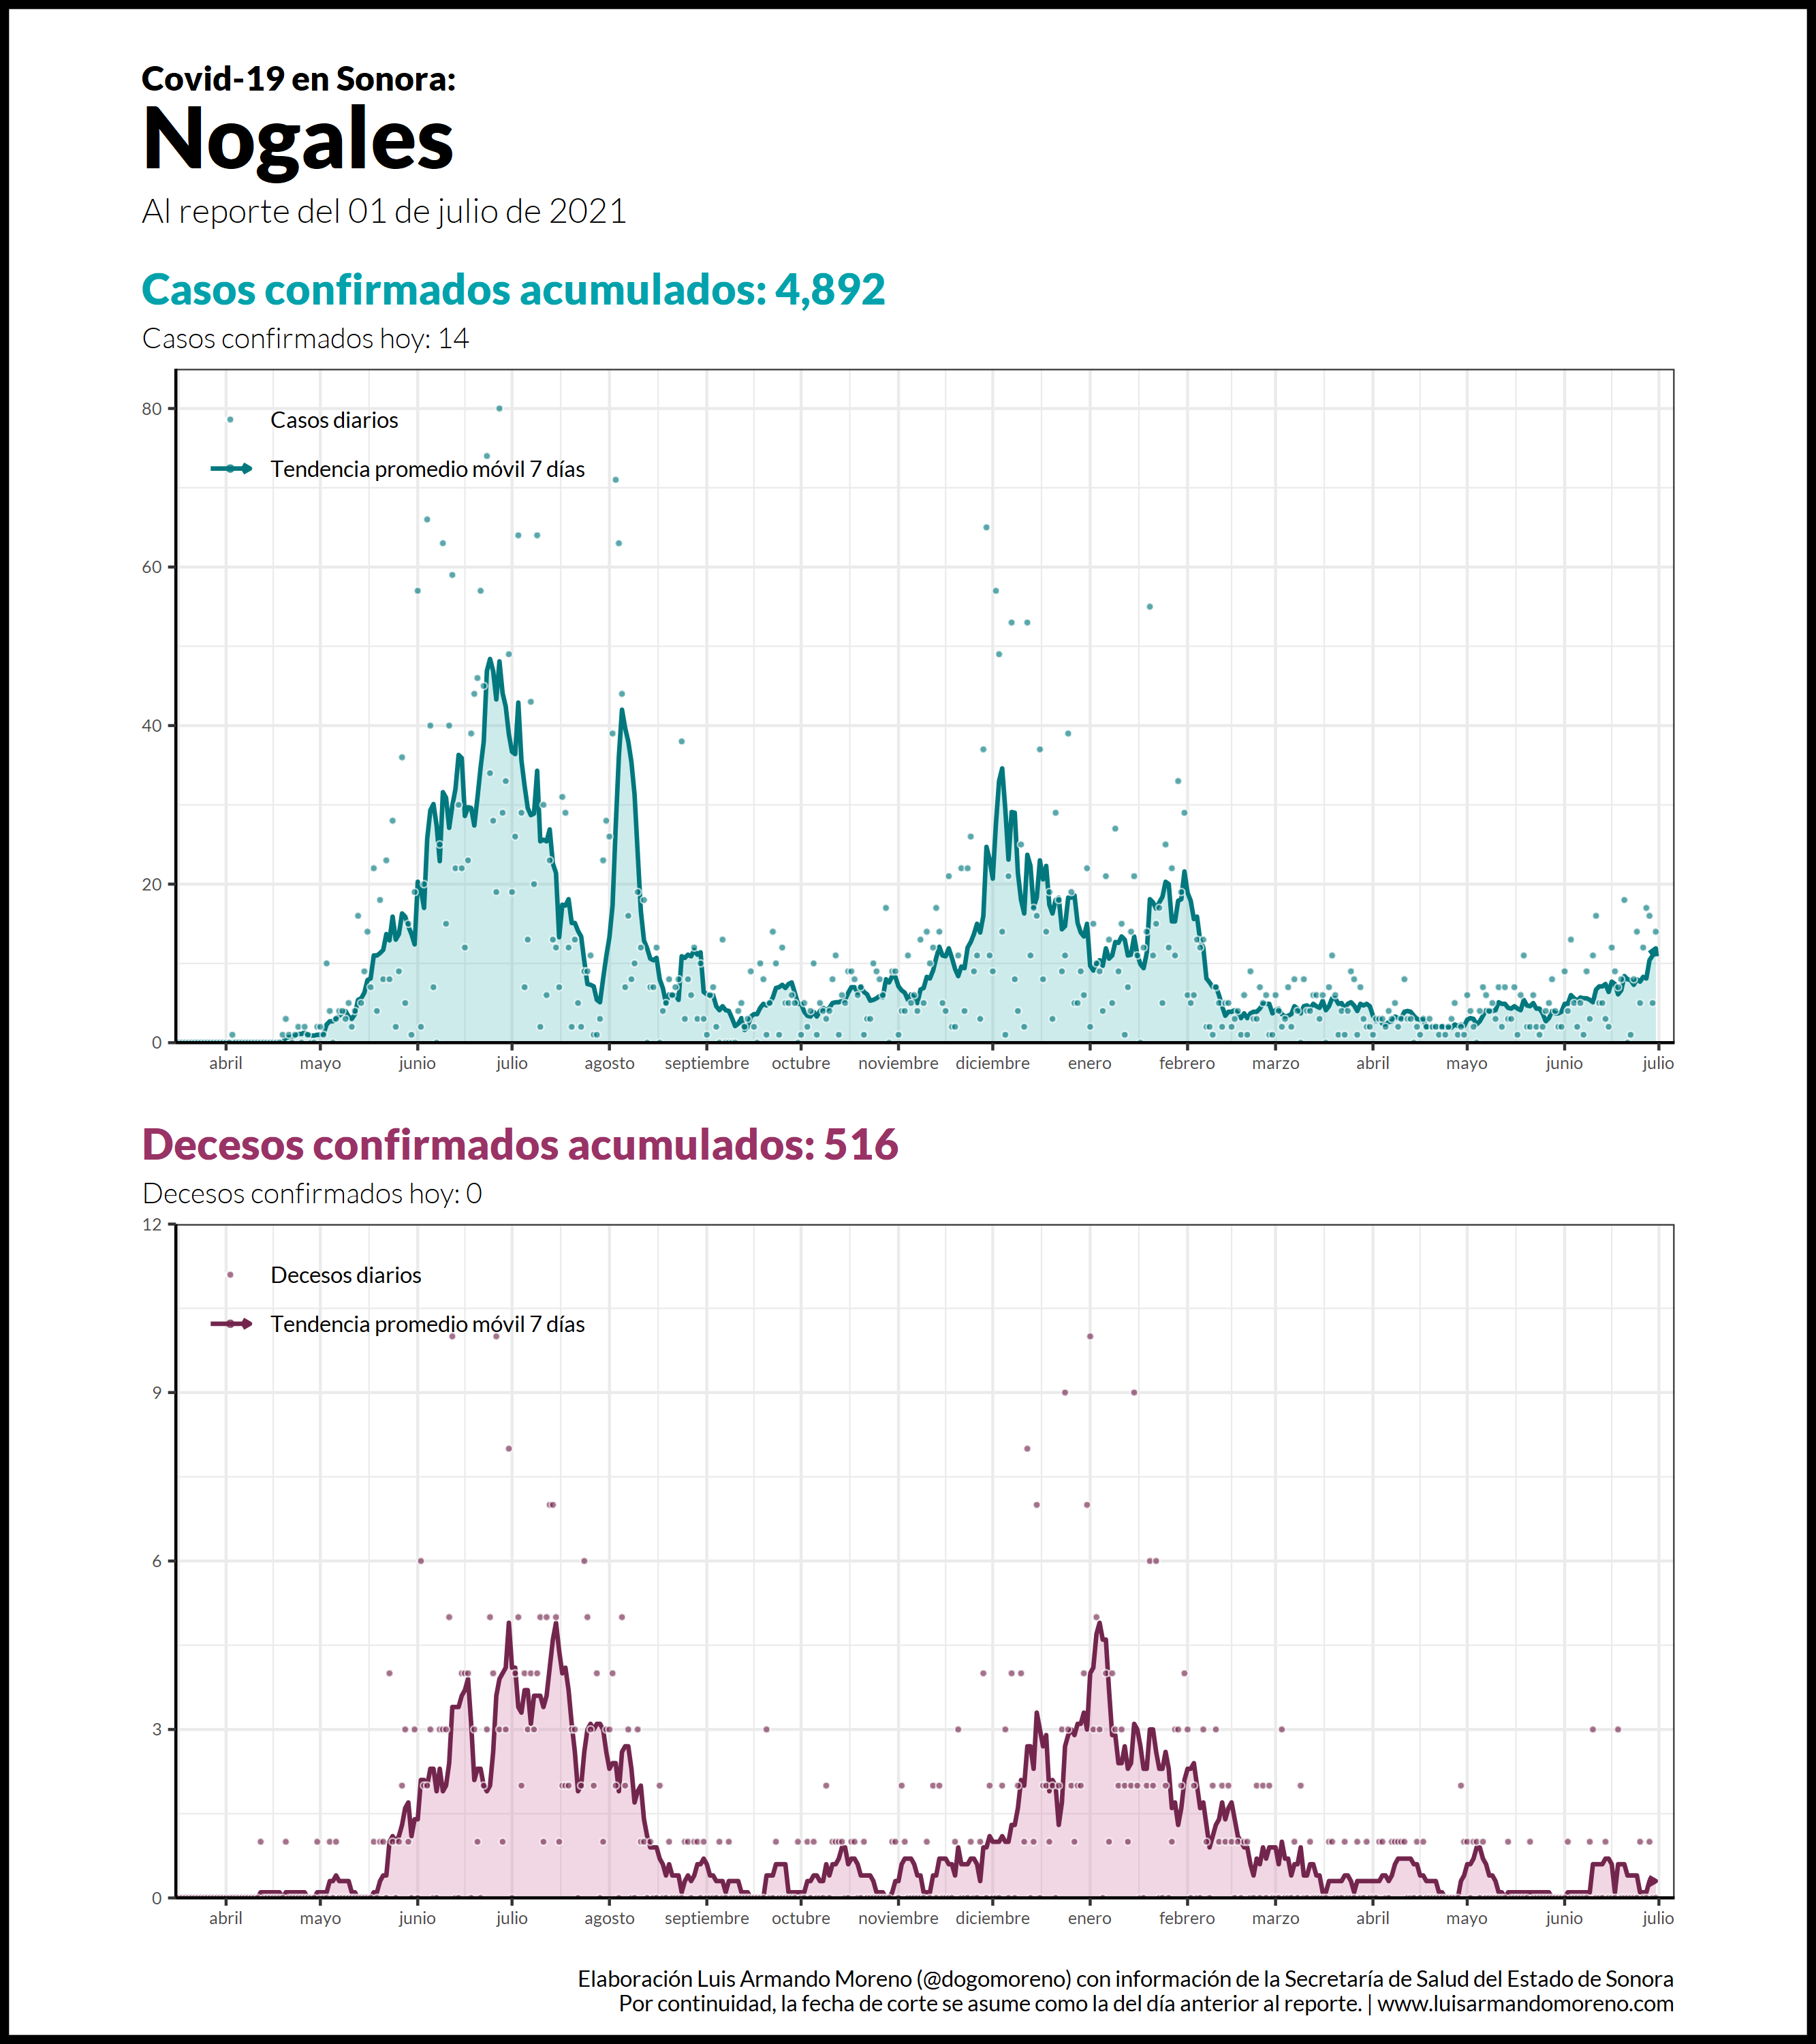 Covid-19 en Sonora:
Nogales
Al reporte del 01 de julio de 2021
Casos confirmados acumulados: 4,892
Casos confirmados hoy: 14
80
60
40
20
0
Casos diarios
Tendencia promedio móvil 7 días
abril mayo junio julio agosto septiembre octubre noviembre diciembre enero febrero marzo abril mayo junio julio
Decesos confirmados acumulados: 516
Decesos confirmados hoy: 0
12
9
6
3
0
Decesos diarios
Tendencia promedio móvil 7 días
abril mayo junio julio agosto septiembre octubre noviembre diciembre enero febrero marzo abril mayo junio julio
Elaboración Luis Armando Moreno (@dogomoreno) con información de la Secretaría de Salud del Estado de Sonora
Por continuidad, la fecha de corte se asume como la del día anterior al reporte. | www.luisarmandomoreno.com